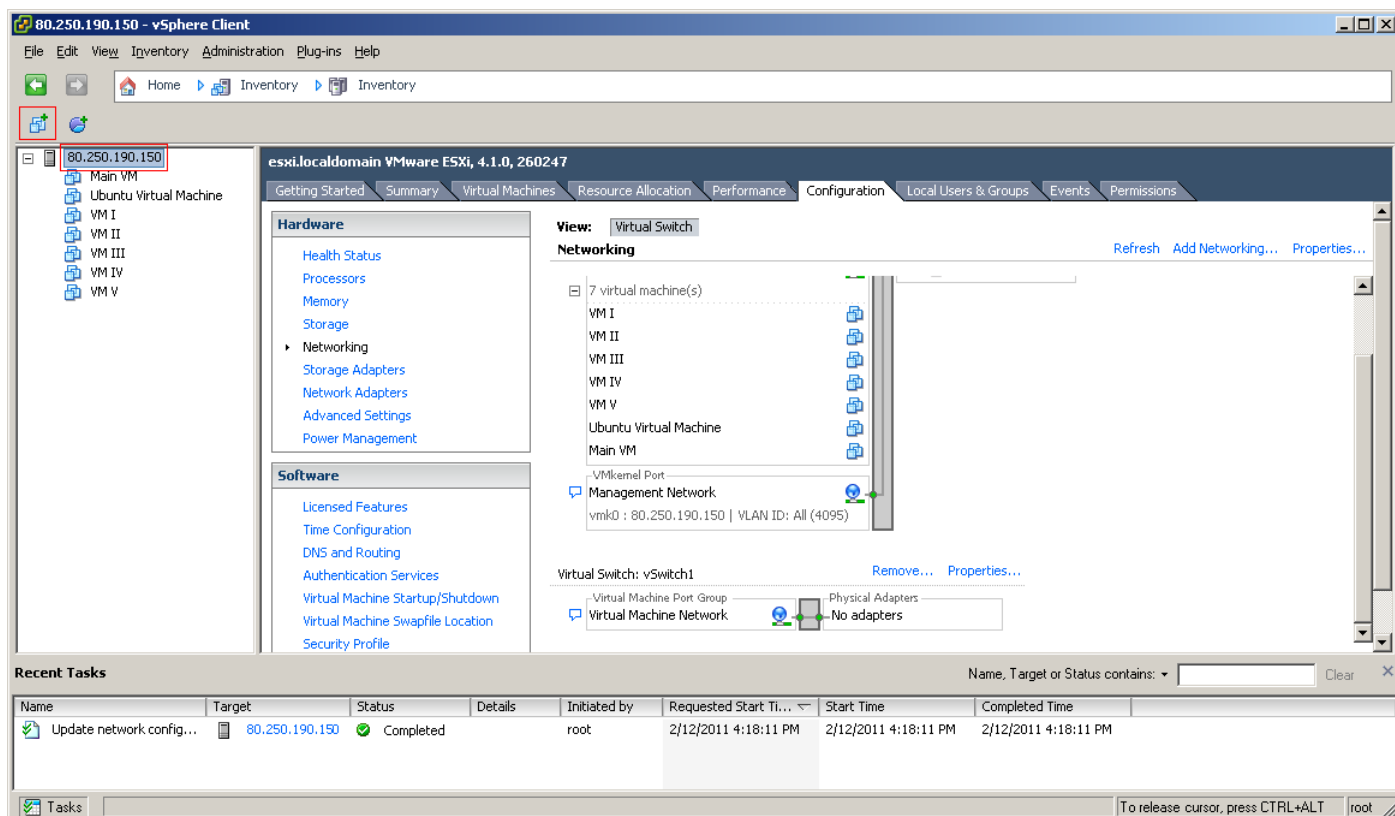 80.250.190.150 - vSphere Client
File Edit View Inventory Administration Plug-ins Help
Home Inventory Inventory
80.250.190.150
Main VM
Ubuntu Virtual Machine
VM I
VM II
VM III
VM IV
VM V
esxi.localdomain VMware ESXi, 4.1.0, 260247
Getting Started Summary Virtual Machines Resource Allocation Performance Configuration Local Users & Groups Events Permissions
Hardware
Health Status
Processors
Memory
Storage
Networking
Storage Adapters
Network Adapters
Advanced Settings
Power Management
Software
Licensed Features
Time Configuration
DNS and Routing
Authentication Services
Virtual Machine Startup/Shutdown
Virtual Machine Swapfile Location
Security Profile
View: Virtual Switch
Networking
Refresh Add Networking... Properties...
7 virtual machine(s)
VM I
VM II
VM III
VM IV
VM V
Ubuntu Virtual Machine
Main VM
VMkernel Port
Management Network
vmk0 : 80.250.190.150 | VLAN ID: All (4095)
Virtual Switch: vSwitch1 Remove... Properties...
Virtual Machine Port Group Physical Adapters
Virtual Machine Network No adapters
Recent Tasks
Name, Target or Status contains: Clear
Name Target Status Details Initiated by Requested Start Ti... Start Time Completed Time
Update network config... 80.250.190.150 Completed root 2/12/2011 4:18:11 PM 2/12/2011 4:18:11 PM 2/12/2011 4:18:11 PM
Tasks
To release cursor, press CTRL+ALT root